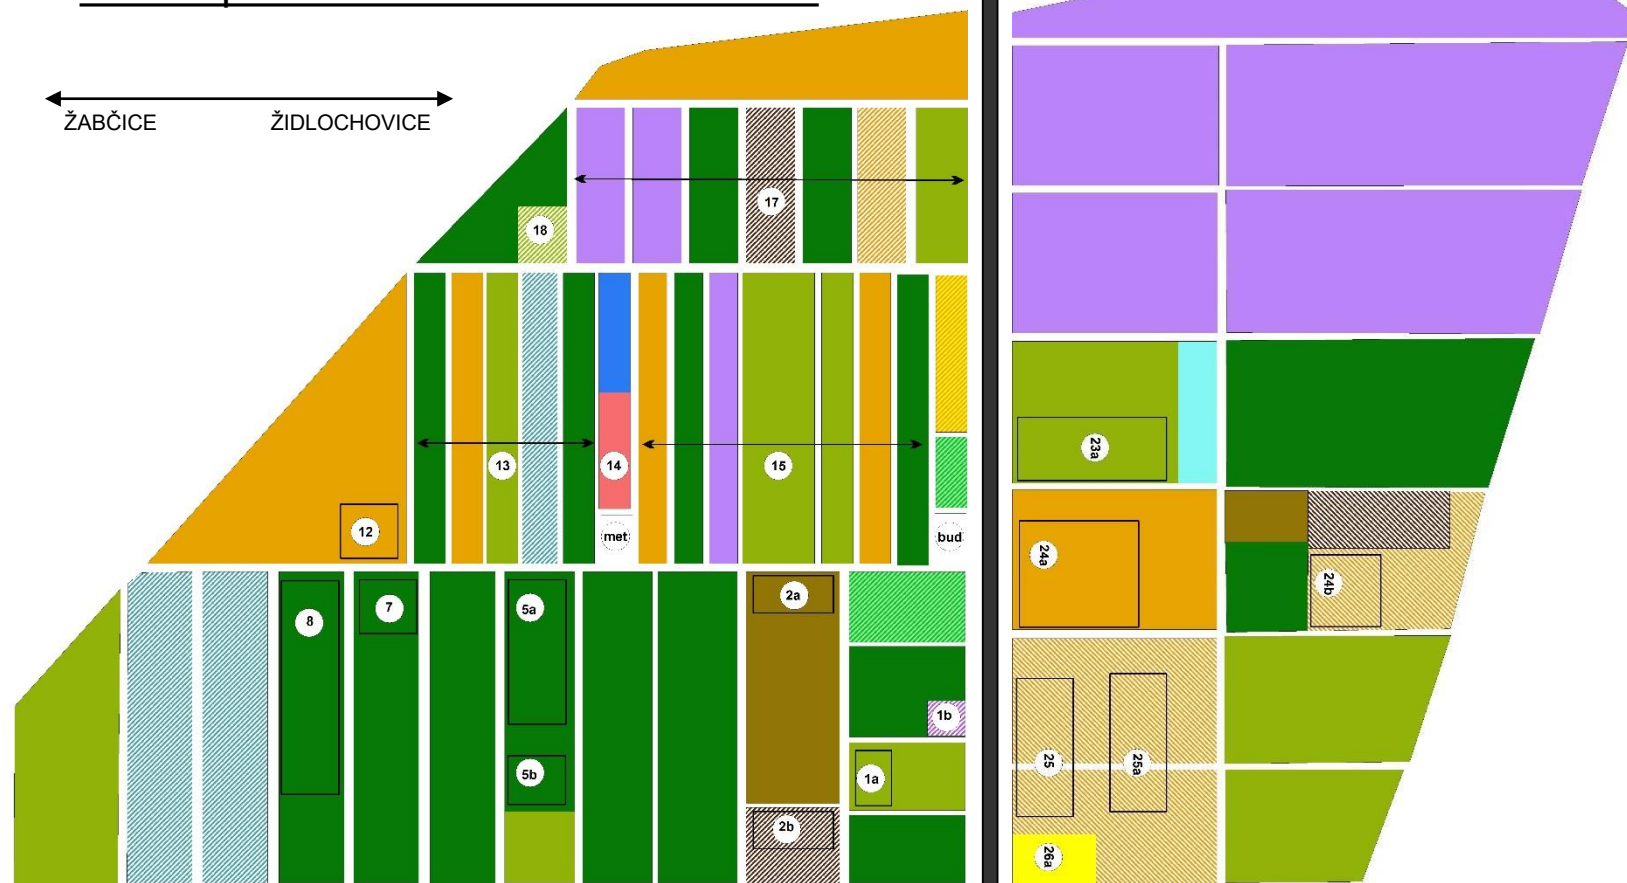 ŽABČICE ŽIDLOCHOVICE
17
18
23a
13 14 15
12 met bud
24a
24b
8 7 5a 2a
1b
5b 1a
25 25a
2b
26a